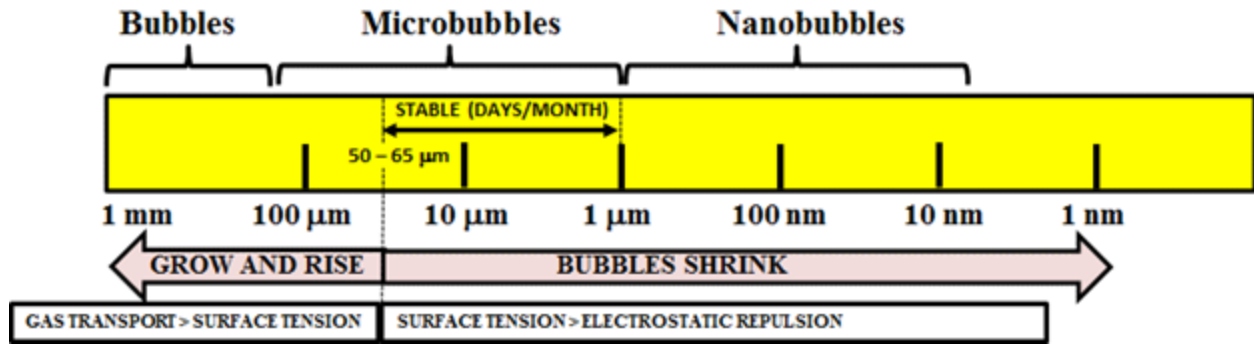 Bubbles Microbubbles Nanobubbles
STABLE (DAYS/MONTH)
50 – 65 μm
1 mm 100 μm 10 μm 1 μm 100 nm 10 nm 1 nm
GROW AND RISE BUBBLES SHRINK
GAS TRANSPORT > SURFACE TENSION SURFACE TENSION > ELECTROSTATIC REPULSION